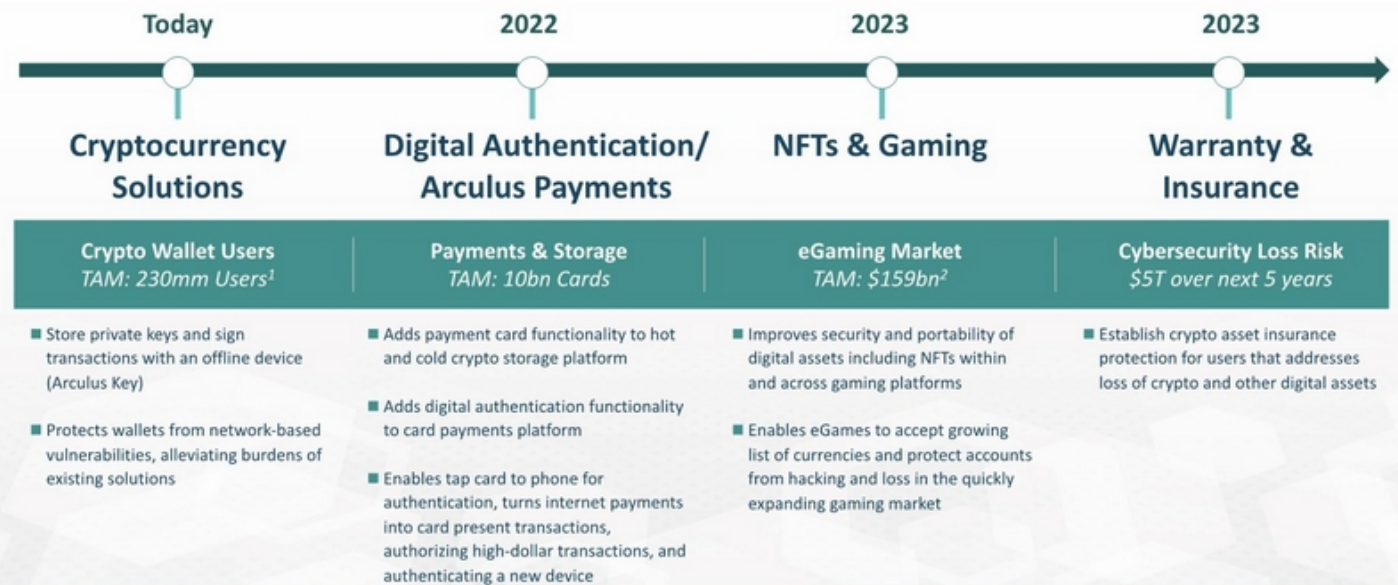 Today
2022
2023
2023
Cryptocurrency
Solutions
Digital Authentication/
Arculus Payments
NFTs & Gaming
Warranty &
Insurance
Crypto Wallet Users
TAM: 230mm Users¹
Payments & Storage
TAM: 10bn Cards
eGaming Market
TAM: $159bn²
Cybersecurity Loss Risk
$5T over next 5 years
■ Store private keys and sign
transactions with an offline device
(Arculus Key)
■ Protects wallets from network-based
vulnerabilities, alleviating burdens of
existing solutions
■ Adds payment card functionality to hot
and cold crypto storage platform
■ Adds digital authentication functionality
to card payments platform
■ Enables tap card to phone for
authentication, turns internet payments
into card present transactions,
authorizing high-dollar transactions, and
authenticating a new device
■ Improves security and portability of
digital assets including NFTs within
and across gaming platforms
■ Enables eGames to accept growing
list of currencies and protect accounts
from hacking and loss in the quickly
expanding gaming market
■ Establish crypto asset insurance
protection for users that addresses
loss of crypto and other digital assets